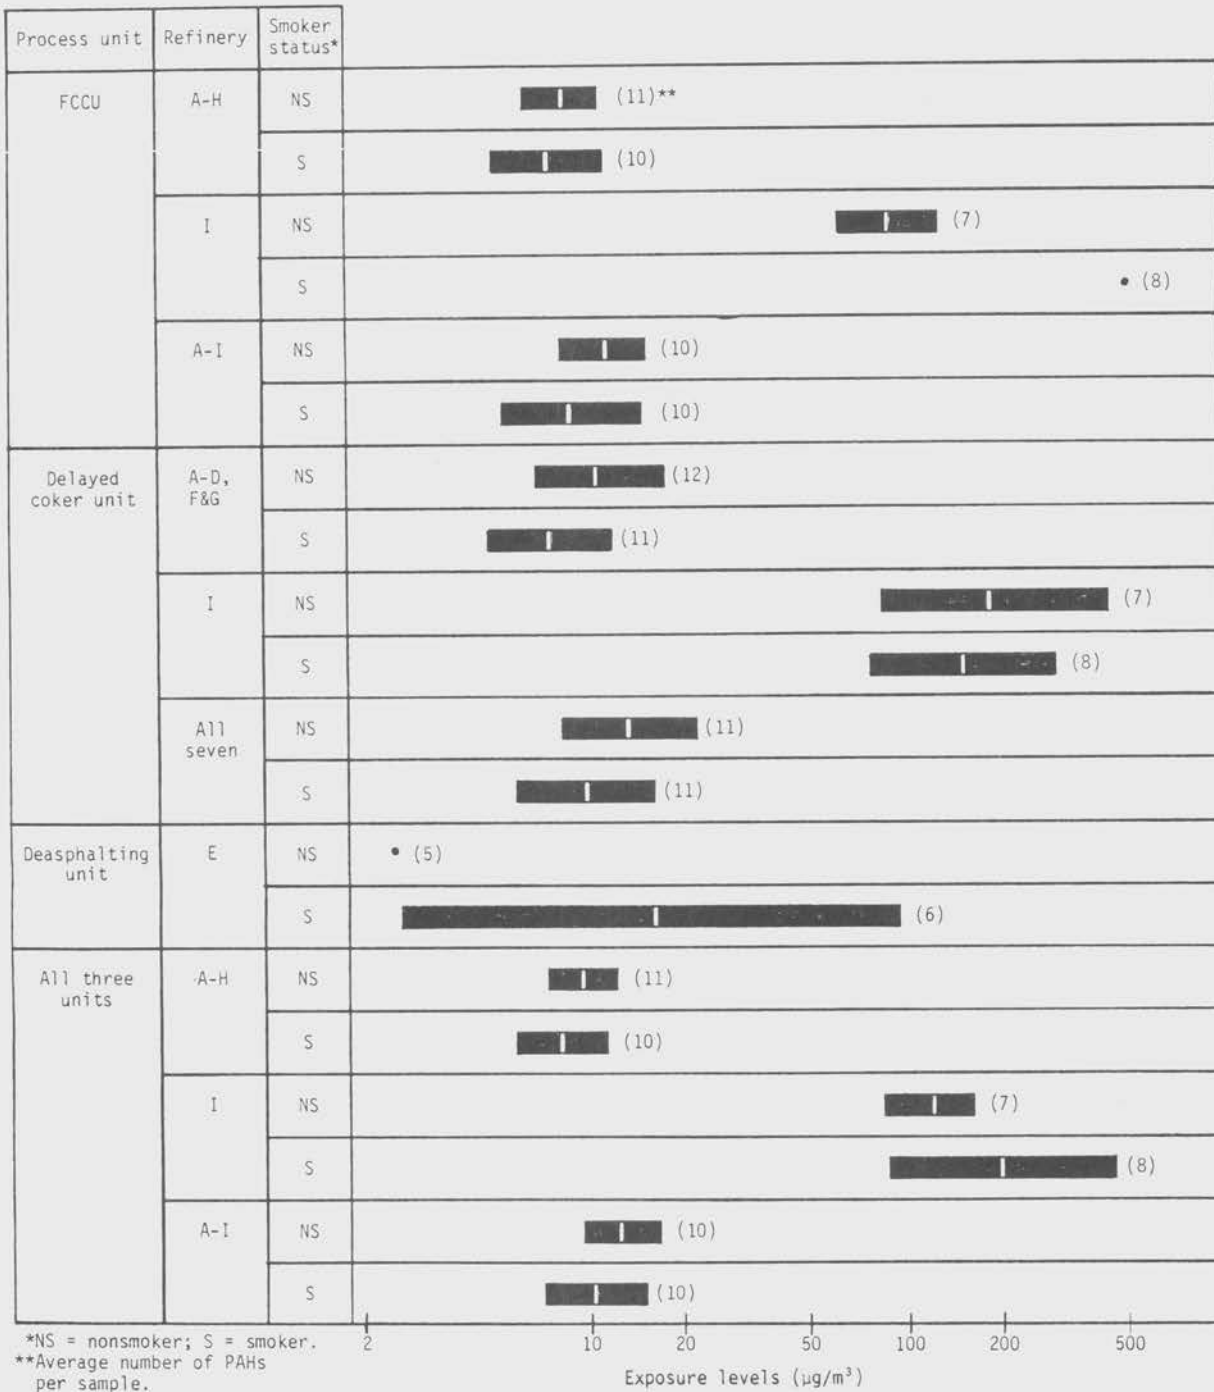 Process unit Refinery Smoker status*
FCCU A-H NS (11)**
S (10)
I NS (7)
S (8)
A-I NS (10)
S (10)
Delayed coker unit A-D, F&G NS (12)
S (11)
I NS (7)
S (8)
All seven NS (11)
S (11)
Deasphalting unit E NS (5)
S (6)
All three units A-H NS (11)
S (10)
I NS (7)
S (8)
A-I NS (10)
S (10)
2 10 20 50 100 200 500
Exposure levels (µg/m³)
*NS = nonsmoker; S = smoker.
**Average number of PAHs
per sample.